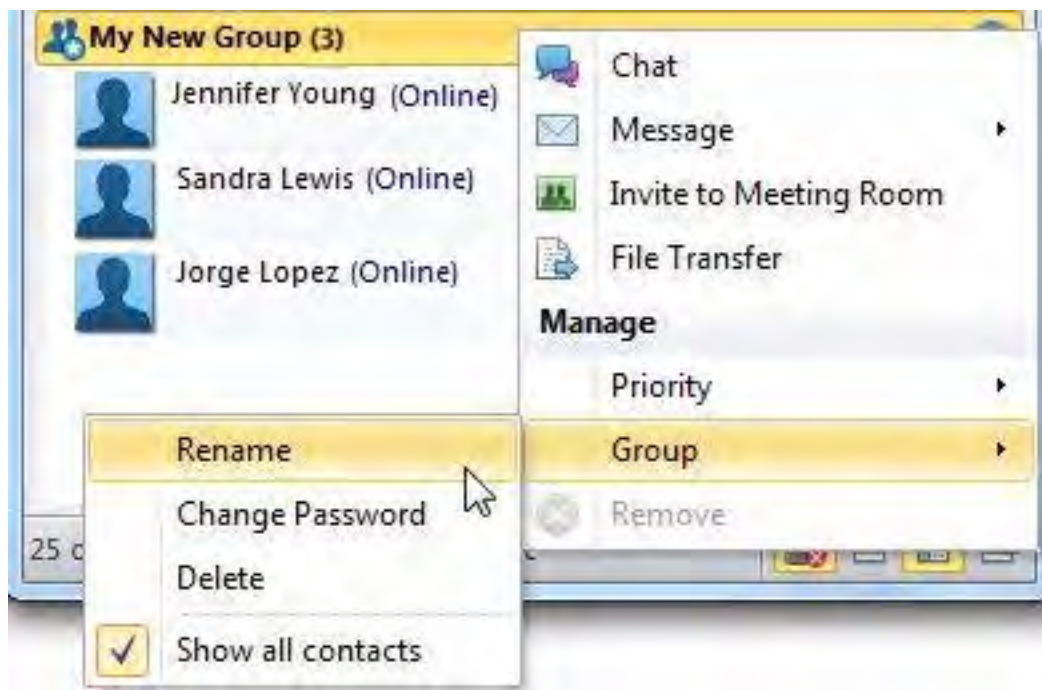 My New Group (3)
Jennifer Young (Online)
Sandra Lewis (Online)
Jorge Lopez (Online)
Chat
Message
Invite to Meeting Room
File Transfer
Manage
Priority
Group
Remove
Rename
Change Password
Delete
Show all contacts
25